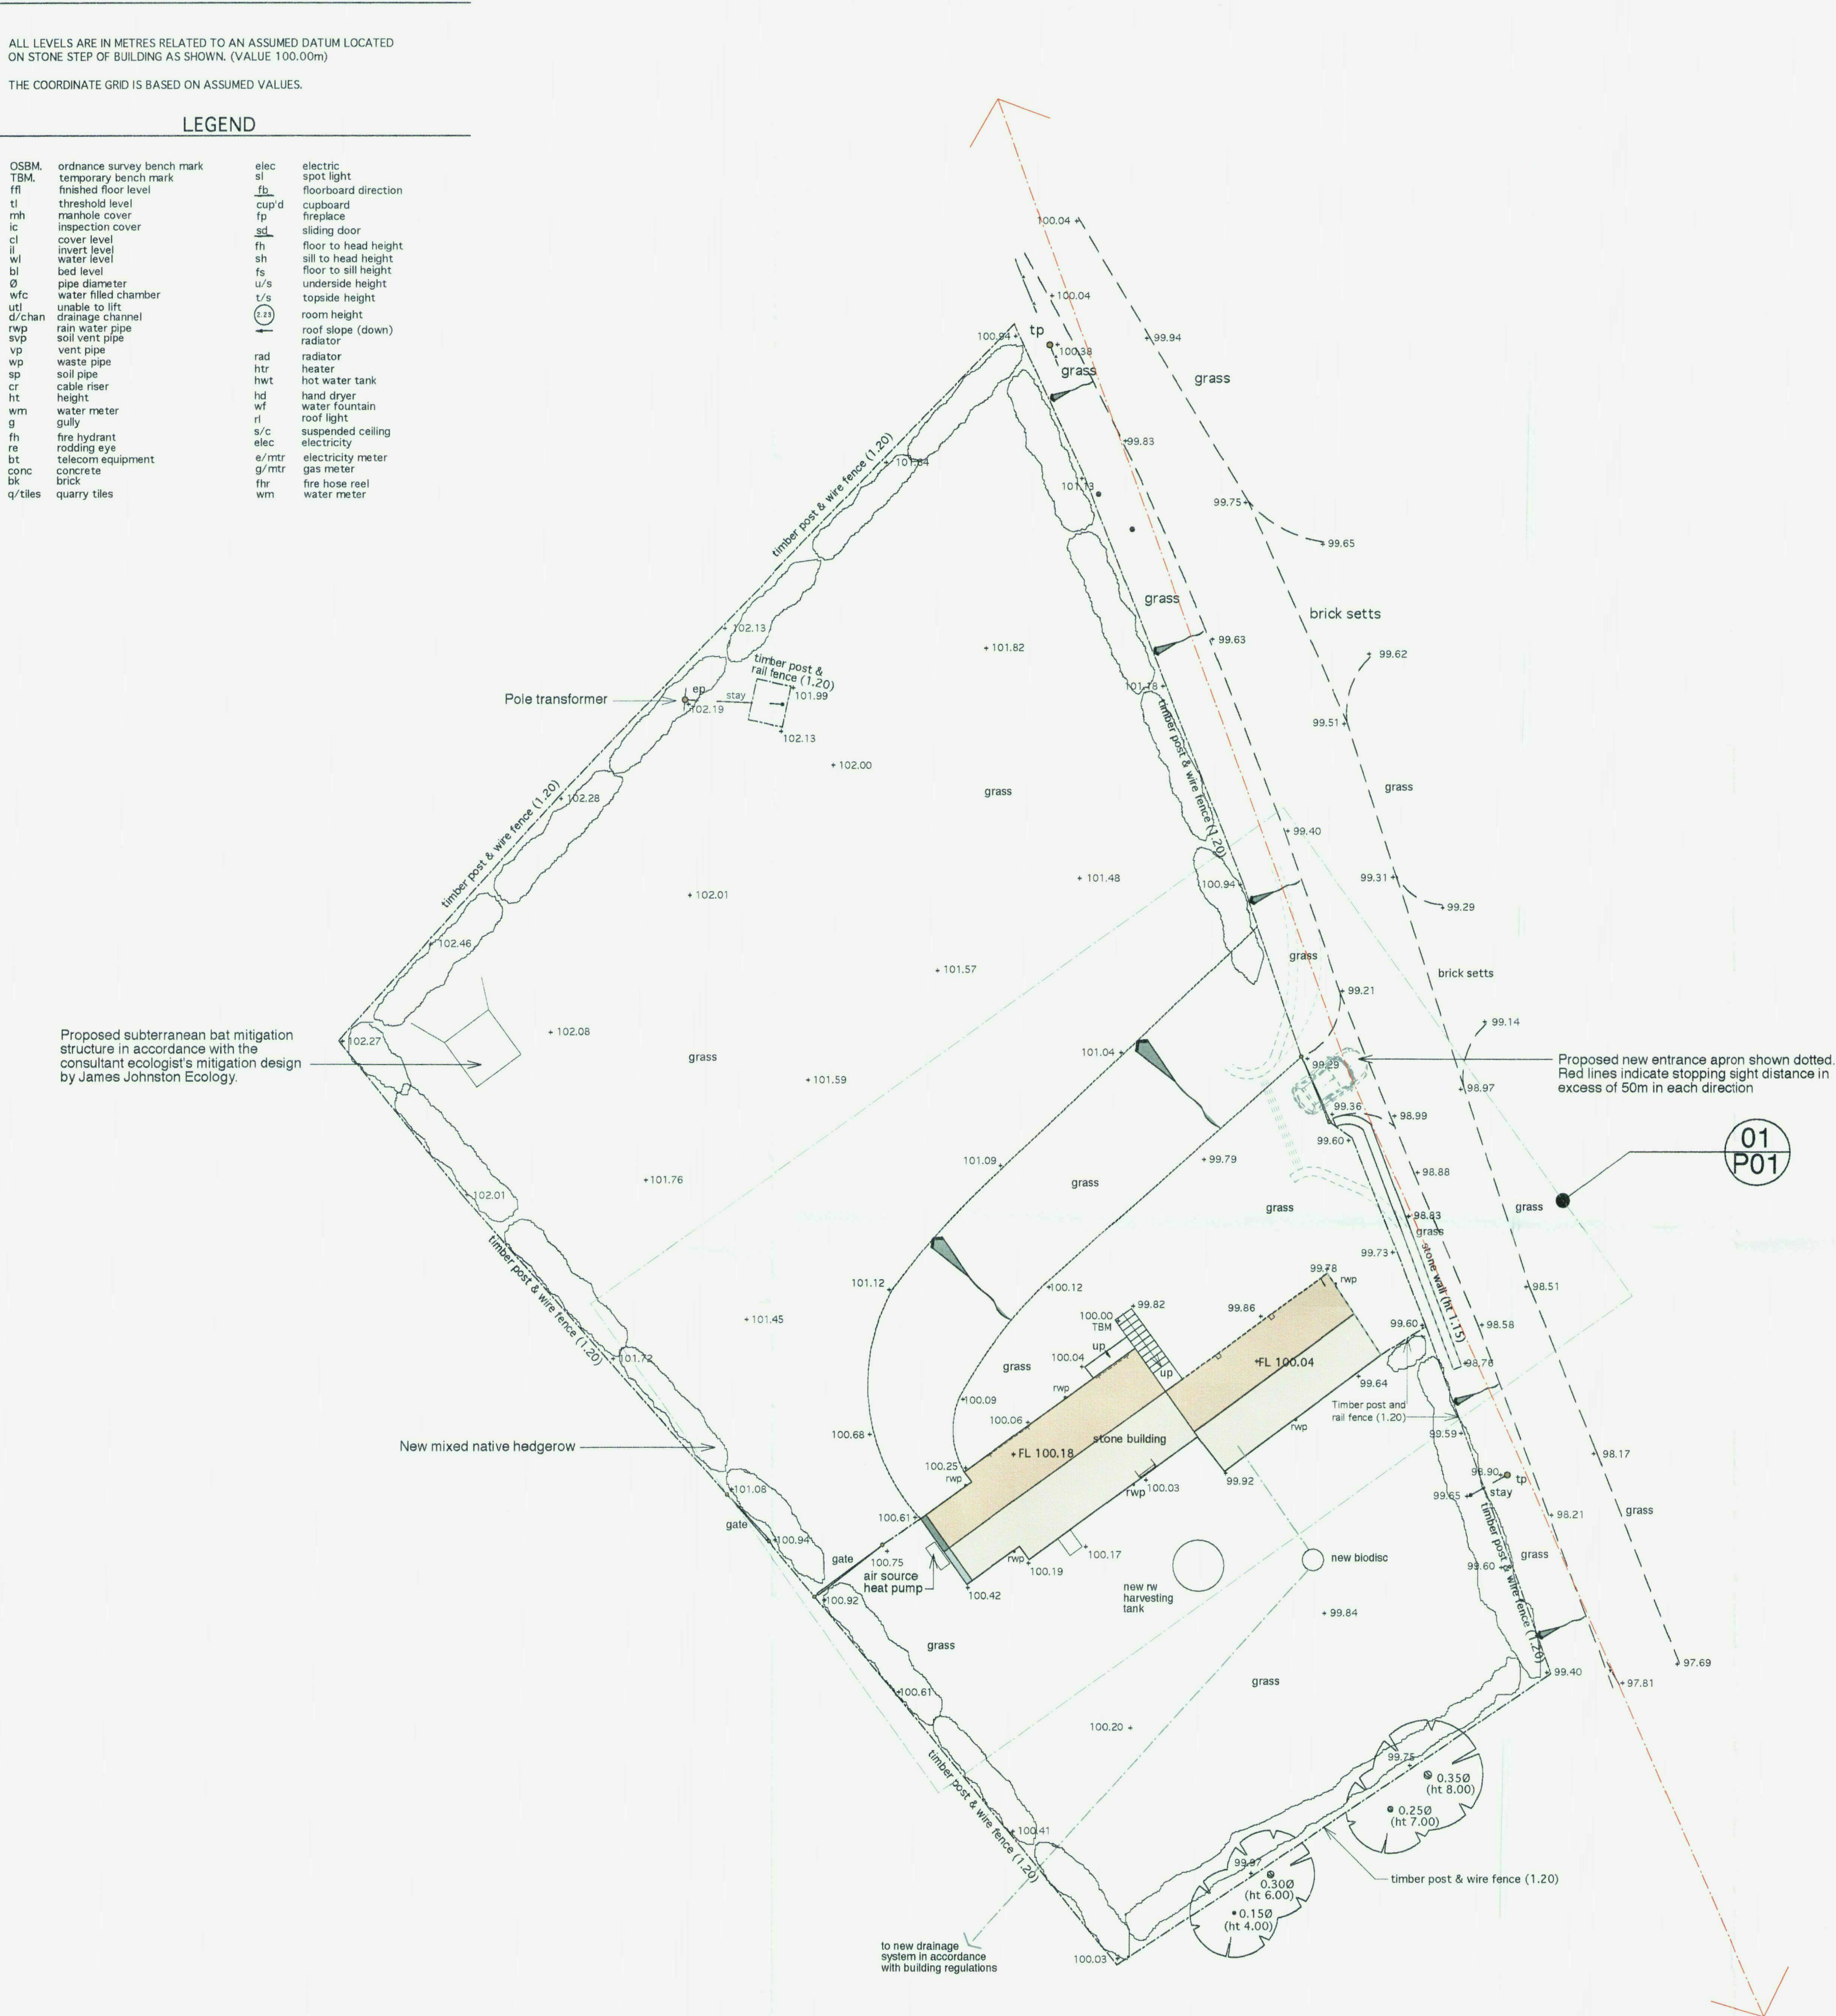 ALL LEVELS ARE IN METRES RELATED TO AN ASSUMED DATUM LOCATED
ON STONE STEP OF BUILDING AS SHOWN. (VALUE 100.00m)
THE COORDINATE GRID IS BASED ON ASSUMED VALUES.
LEGEND
OSBM. ordnance survey bench mark
TBM. temporary bench mark
ffl finished floor level
tl threshold level
mh manhole cover
ic inspection cover
cl cover level
il invert level
wl water level
bl bed level
Ø pipe diameter
wfc water filled chamber
utl unable to lift
d/chan drainage channel
rwp rain water pipe
svp soil vent pipe
vp vent pipe
wp waste pipe
sp soil pipe
cr cable riser
ht height
wm water meter
g gully
fh fire hydrant
re rodding eye
bt telecom equipment
conc concrete
bk brick
q/tiles quarry tiles
elec electric
sl spot light
fb floorboard direction
cup'd cupboard
fp fireplace
sd sliding door
fh floor to head height
sh sill to head height
fs floor to sill height
u/s underside height
t/s topside height
2.23 room height
roof slope (down)
radiator
rad radiator
htr heater
hwt hot water tank
hd hand dryer
wf water fountain
rl roof light
s/c suspended ceiling
elec electricity
e/mtr electricity meter
g/mtr gas meter
fhr fire hose reel
wm water meter
100.04
100.04
tp
100.94
100.38
99.94
grass
grass
99.83
timber post & wire fence (1.20)
101.64
101.13
99.75
99.65
grass
brick setts
102.13
99.63
101.82
99.62
timber post &
rail fence (1.20)
Pole transformer
ep
stay
101.99
102.19
101.18
99.51
102.13
102.00
timber post & wire fence (1.20)
grass
grass
102.28
timber post & wire fence (1.20)
99.40
101.48
99.31
100.94
102.01
99.29
102.46
grass
101.57
brick setts
99.21
99.14
102.08
Proposed subterranean bat mitigation
structure in accordance with the
consultant ecologist's mitigation design
by James Johnston Ecology.
102.27
grass
101.04
99.29
Proposed new entrance apron shown dotted.
Red lines indicate stopping sight distance in
excess of 50m in each direction
101.59
98.97
99.36
98.99
99.60
01
P01
101.09
99.79
98.88
101.76
grass
102.01
grass
grass
98.83
grass
timber post & wire fence (1.20)
99.73
stone wall (ht 1.15)
101.12
100.12
99.78
rwp
98.51
99.82
99.86
100.00
TBM
101.45
99.60
98.58
up
100.04
up
FL 100.04
98.76
101.72
grass
rwp
99.64
100.09
Timber post and
rail fence (1.20)
100.06
rwp
99.59
100.68
stone building
New mixed native hedgerow
FL 100.18
98.17
100.25
rwp
99.92
98.90
tp
101.08
rwp
100.03
99.65
stay
gate
100.61
98.21
grass
100.94
gate
100.75
rwp
100.17
new biodisc
grass
air source
heat pump
100.19
99.60
100.92
100.42
new rw
harvesting
tank
timber post & wire fence (1.20)
99.84
grass
97.69
99.40
97.81
grass
100.61
100.20
timber post & wire fence (1.20)
99.75
0.35Ø
(ht 8.00)
0.25Ø
(ht 7.00)
100.41
99.97
0.30Ø
(ht 6.00)
timber post & wire fence (1.20)
0.15Ø
(ht 4.00)
to new drainage
system in accordance
with building regulations
100.03